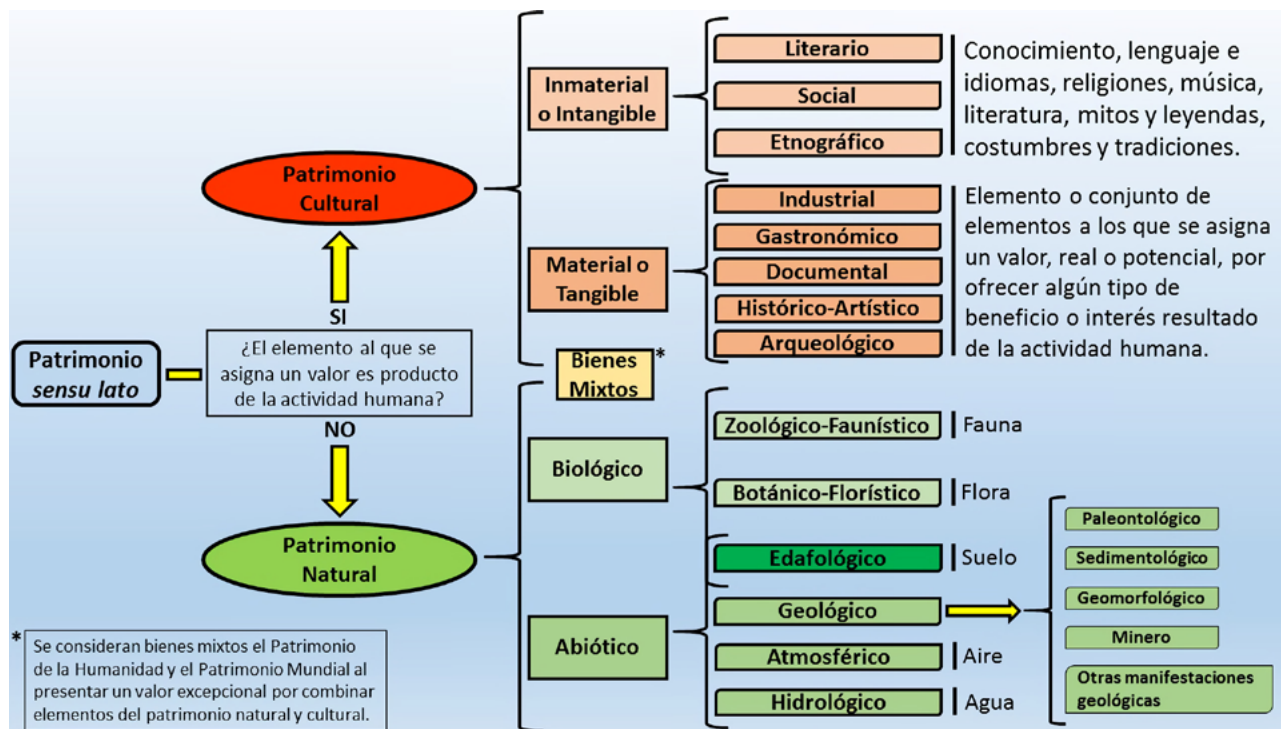 Patrimonio
sensu lato
¿El elemento al que se
asigna un valor es producto
de la actividad humana?
SI
NO
Patrimonio
Cultural
Inmaterial
o Intangible
Literario
Social
Etnográfico
Conocimiento, lenguaje e
idiomas, religiones, música,
literatura, mitos y leyendas,
costumbres y tradiciones.
Material o
Tangible
Industrial
Gastronómico
Documental
Histórico-Artístico
Arqueológico
Elemento o conjunto de
elementos a los que se asigna
un valor, real o potencial, por
ofrecer algún tipo de
beneficio o interés resultado
de la actividad humana.
Bienes *
Mixtos
Patrimonio
Natural
Biológico
Zoológico-Faunístico
Fauna
Botánico-Florístico
Flora
Edafológico
Suelo
Abiótico
Geológico
Atmosférico
Aire
Hidrológico
Agua
Paleontológico
Sedimentológico
Geomorfológico
Minero
Otras manifestaciones
geológicas
* Se consideran bienes mixtos el Patrimonio
de la Humanidad y el Patrimonio Mundial al
presentar un valor excepcional por combinar
elementos del patrimonio natural y cultural.